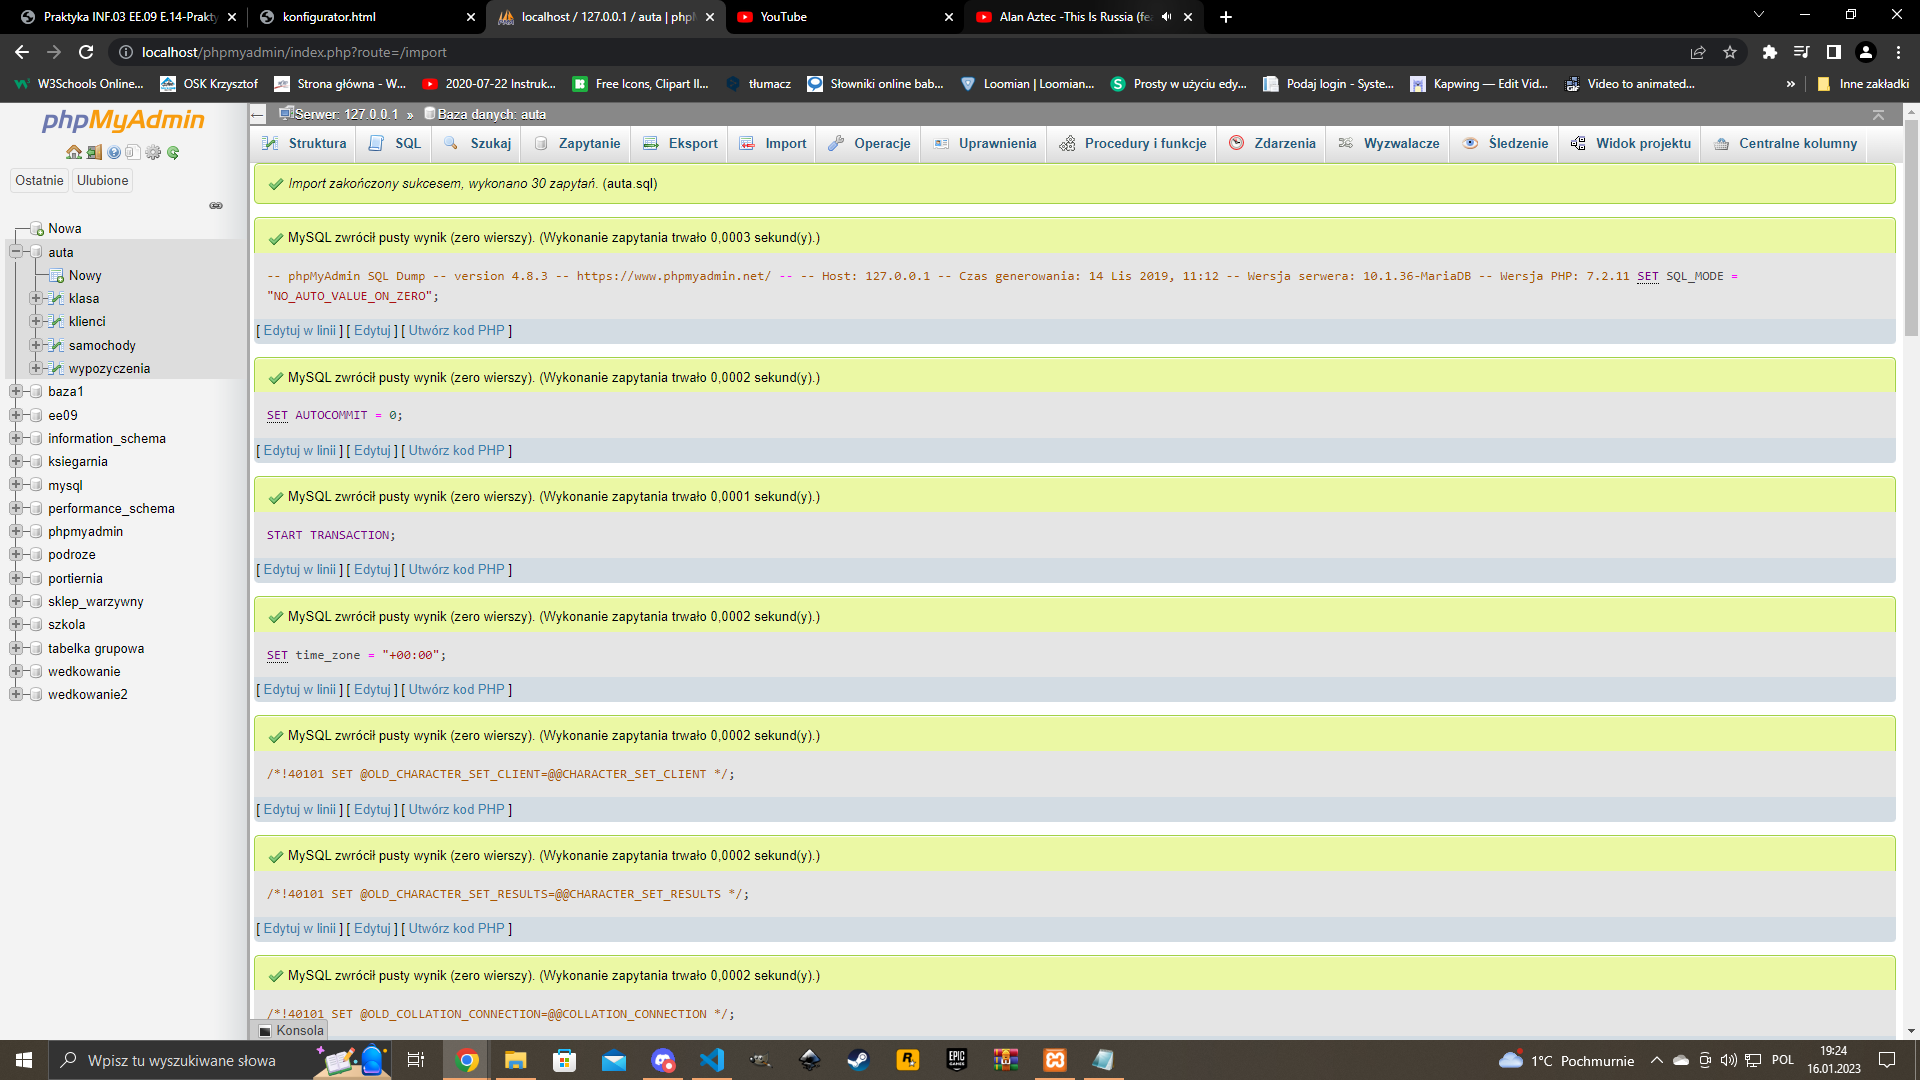 Praktyka INF.03 EE.09 E.14-Prakty
konfigurator.html
localhost / 127.0.0.1 / auta | php
YouTube
Alan Aztec -This Is Russia (fea
localhost/phpmyadmin/index.php?route=/import
W3Schools Online...
OSK Krzysztof
Strona główna - W...
2020-07-22 Instruk...
Free Icons, Clipart Il...
tłumacz
Słowniki online bab...
Loomian | Loomian...
Prosty w użyciu edy...
Podaj login - Syste...
Kapwing — Edit Vid...
Video to animated...
»
Inne zakładki
phpMyAdmin
Ostatnie
Ulubione
Nowa
auta
Nowy
klasa
klienci
samochody
wypozyczenia
baza1
ee09
information_schema
ksiegarnia
mysql
performance_schema
phpmyadmin
podroze
portiernia
sklep_warzywny
szkola
tabelka grupowa
wedkowanie
wedkowanie2
Serwer: 127.0.0.1 » Baza danych: auta
Struktura
SQL
Szukaj
Zapytanie
Eksport
Import
Operacje
Uprawnienia
Procedury i funkcje
Zdarzenia
Wyzwalacze
Śledzenie
Widok projektu
Centralne kolumny
Import zakończony sukcesem, wykonano 30 zapytań. (auta.sql)
MySQL zwrócił pusty wynik (zero wierszy). (Wykonanie zapytania trwało 0,0003 sekund(y).)
-- phpMyAdmin SQL Dump -- version 4.8.3 -- https://www.phpmyadmin.net/ -- -- Host: 127.0.0.1 -- Czas generowania: 14 Lis 2019, 11:12 -- Wersja serwera: 10.1.36-MariaDB -- Wersja PHP: 7.2.11 SET SQL_MODE =
"NO_AUTO_VALUE_ON_ZERO";
[ Edytuj w linii ] [ Edytuj ] [ Utwórz kod PHP ]
MySQL zwrócił pusty wynik (zero wierszy). (Wykonanie zapytania trwało 0,0002 sekund(y).)
SET AUTOCOMMIT = 0;
[ Edytuj w linii ] [ Edytuj ] [ Utwórz kod PHP ]
MySQL zwrócił pusty wynik (zero wierszy). (Wykonanie zapytania trwało 0,0001 sekund(y).)
START TRANSACTION;
[ Edytuj w linii ] [ Edytuj ] [ Utwórz kod PHP ]
MySQL zwrócił pusty wynik (zero wierszy). (Wykonanie zapytania trwało 0,0002 sekund(y).)
SET time_zone = "+00:00";
[ Edytuj w linii ] [ Edytuj ] [ Utwórz kod PHP ]
MySQL zwrócił pusty wynik (zero wierszy). (Wykonanie zapytania trwało 0,0002 sekund(y).)
/*!40101 SET @OLD_CHARACTER_SET_CLIENT=@@CHARACTER_SET_CLIENT */;
[ Edytuj w linii ] [ Edytuj ] [ Utwórz kod PHP ]
MySQL zwrócił pusty wynik (zero wierszy). (Wykonanie zapytania trwało 0,0002 sekund(y).)
/*!40101 SET @OLD_CHARACTER_SET_RESULTS=@@CHARACTER_SET_RESULTS */;
[ Edytuj w linii ] [ Edytuj ] [ Utwórz kod PHP ]
MySQL zwrócił pusty wynik (zero wierszy). (Wykonanie zapytania trwało 0,0002 sekund(y).)
/*!40101 SET @OLD_COLLATION_CONNECTION=@@COLLATION_CONNECTION */;
Konsola
Wpisz tu wyszukiwane słowa
EPIC GAMES
1°C Pochmurnie
POL
19:24
16.01.2023